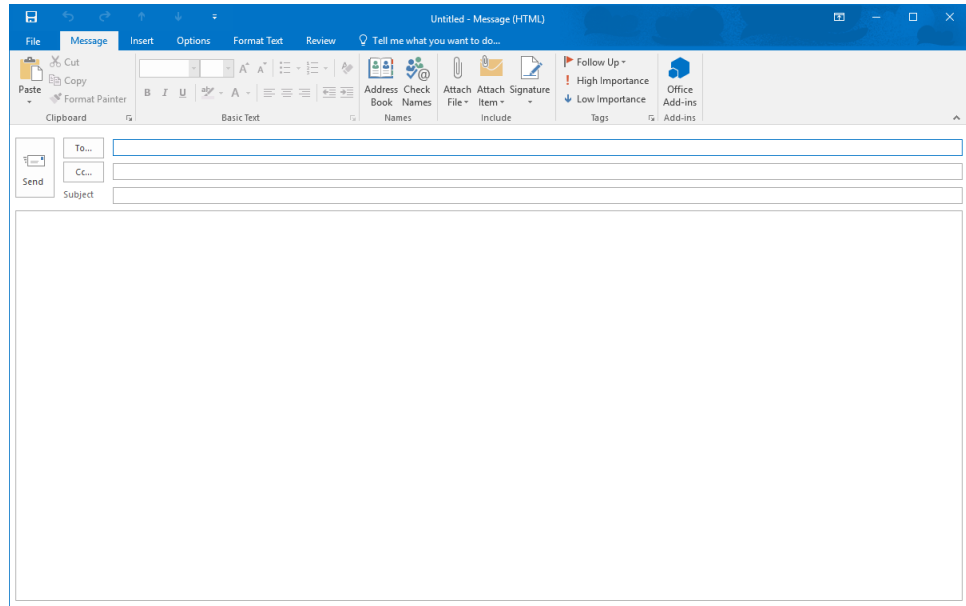 Untitled - Message (HTML)
File Message Insert Options Format Text Review Tell me what you want to do...
Paste
Cut
Copy
Format Painter
Clipboard
B I U
A
Basic Text
Address Book
Check Names
Names
Attach File
Attach Item
Signature
Include
Follow Up
High Importance
Low Importance
Tags
Office Add-ins
Add-ins
Send
To...
Cc...
Subject